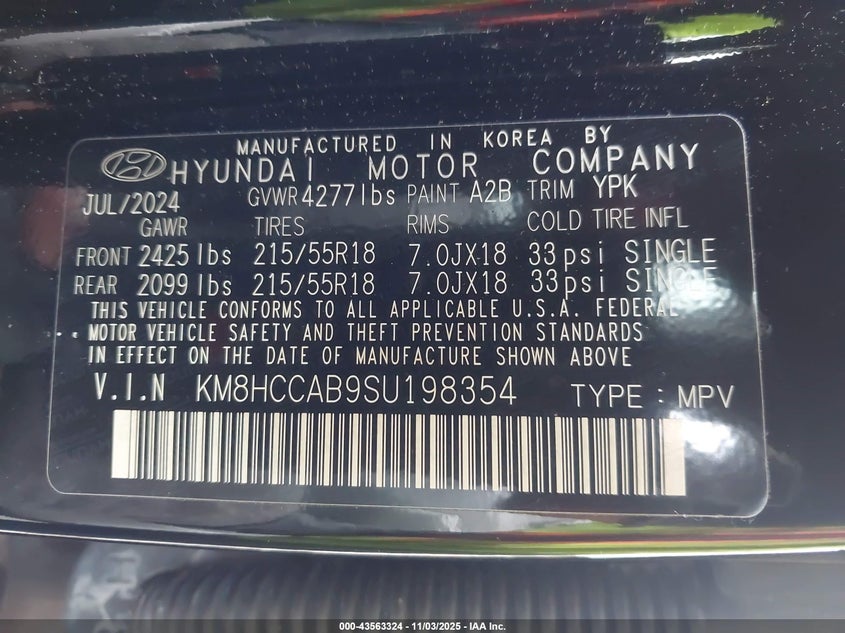 MANUFACTURED IN KOREA BY
HYUNDAI MOTOR COMPANY
JUL/2024 GVWR 4277lbs PAINT A2B TRIM YPK
GAWR TIRES RIMS COLD TIRE INFL
FRONT 2425lbs 215/55R18 7.0JX18 33psi SINGLE
REAR 2099lbs 215/55R18 7.0JX18 33psi SINGLE
THIS VEHICLE CONFORMS TO ALL APPLICABLE U.S.A. FEDERAL
MOTOR VEHICLE SAFETY AND THEFT PREVENTION STANDARDS
IN EFFECT ON THE DATE OF MANUFACTURE SHOWN ABOVE
V.I.N KM8HCCAB9SU198354 TYPE : MPV
000-43563324 | 11/03/2025 - IAA Inc.